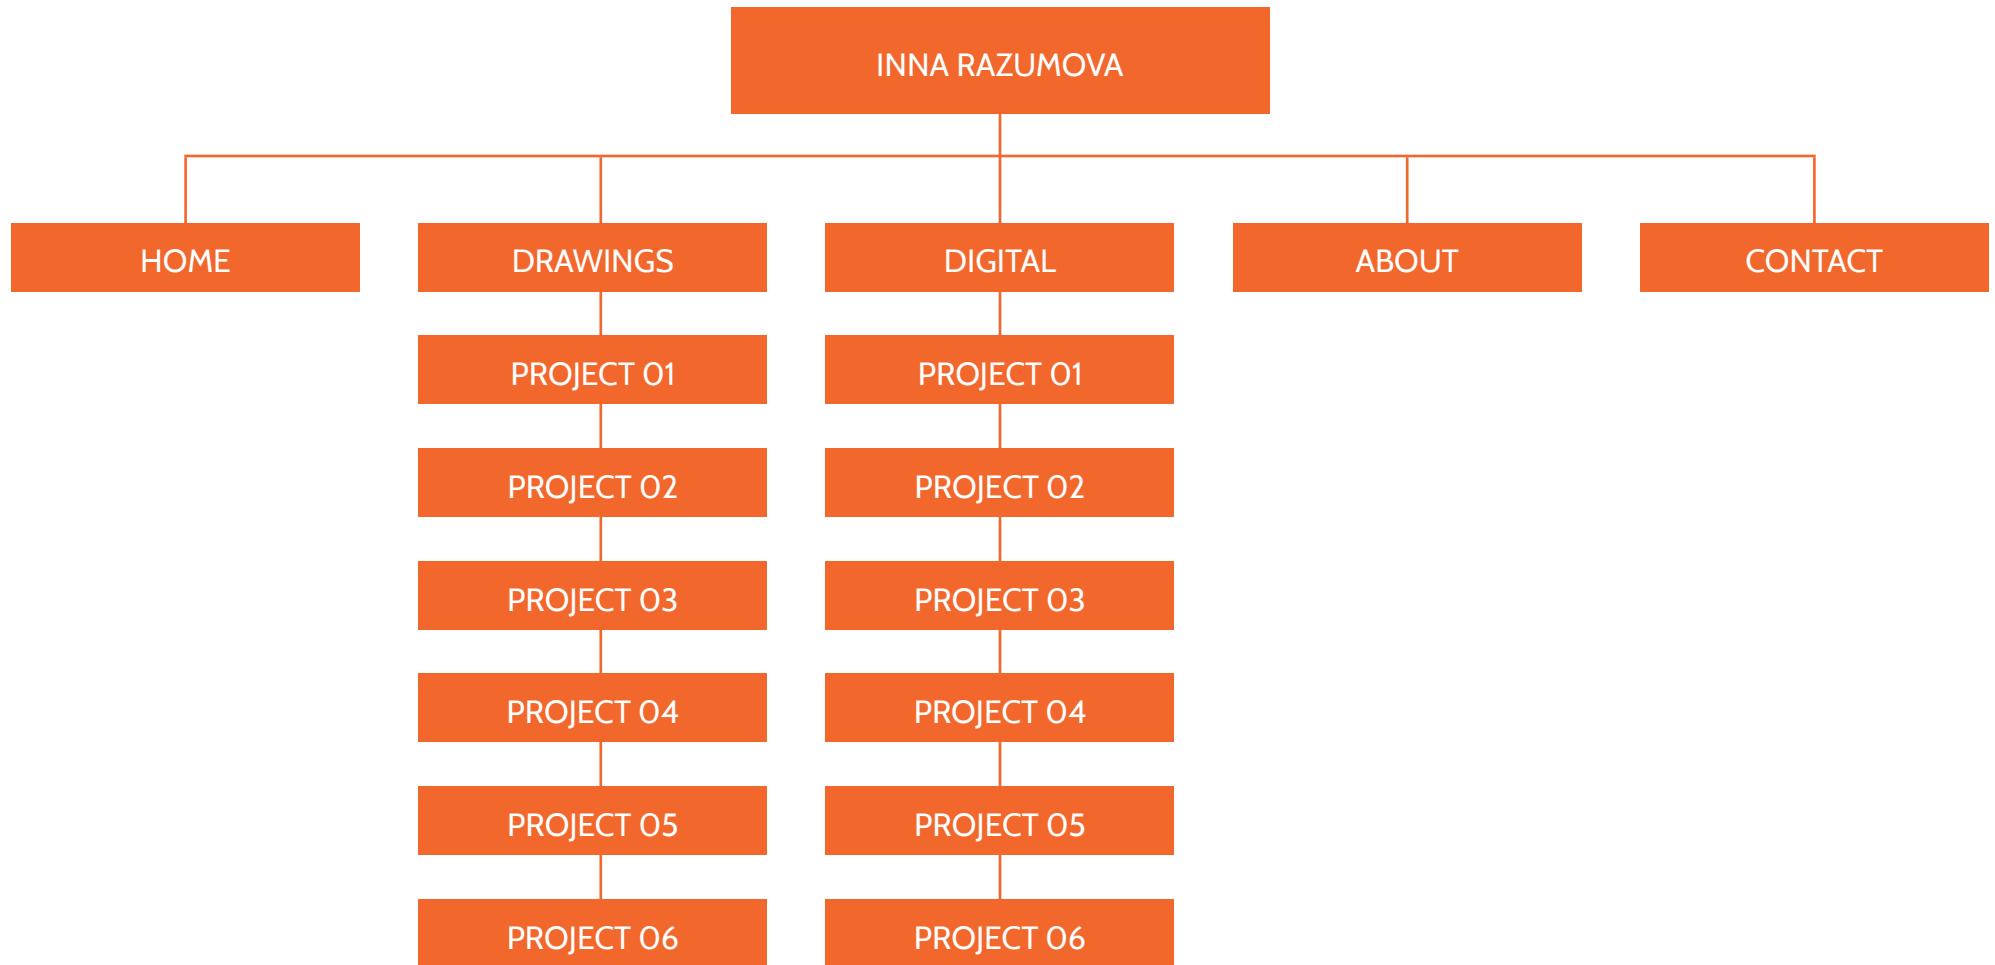 INNA RAZUMOVA
HOME
DRAWINGS
DIGITAL
ABOUT
CONTACT
PROJECT 01
PROJECT 01
PROJECT 02
PROJECT 02
PROJECT 03
PROJECT 03
PROJECT 04
PROJECT 04
PROJECT 05
PROJECT 05
PROJECT 06
PROJECT 06